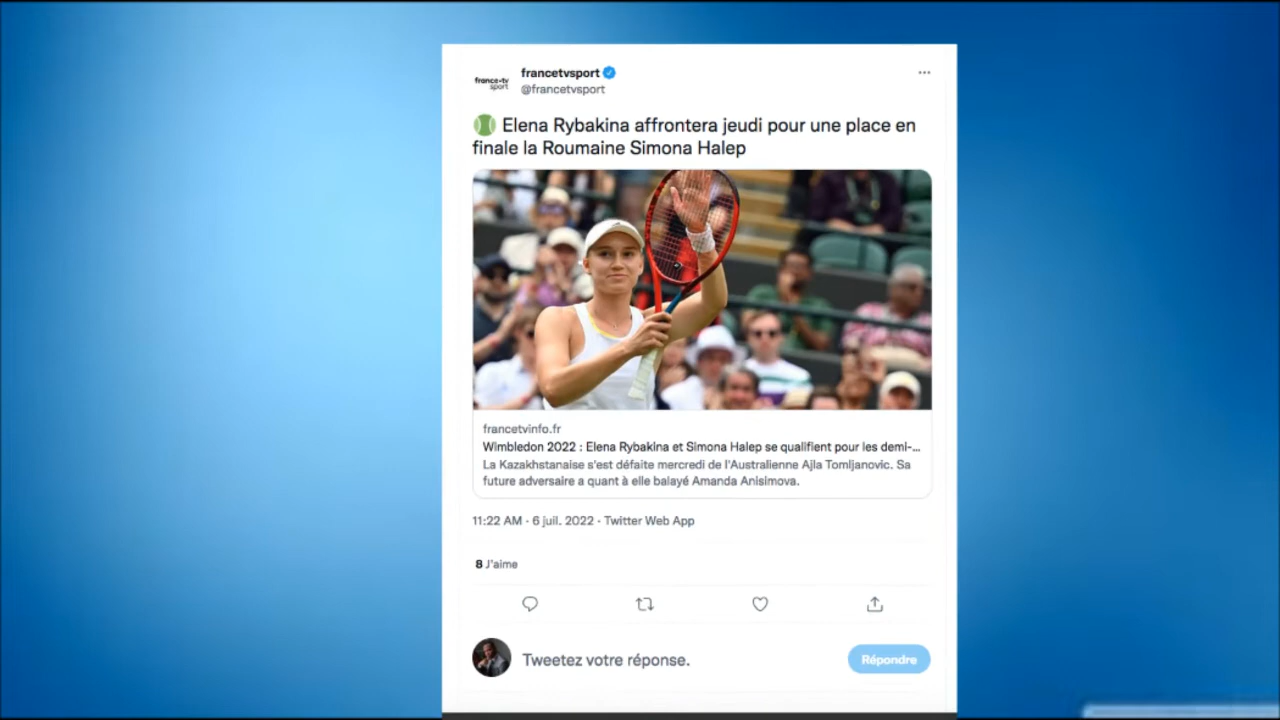 france•tv
sport
francetvsport
@francetvsport
Elena Rybakina affrontera jeudi pour une place en
finale la Roumaine Simona Halep
francetvinfo.fr
Wimbledon 2022 : Elena Rybakina et Simona Halep se qualifient pour les demi-...
La Kazakhstanaise s'est défaite mercredi de l'Australienne Ajla Tomljanovic. Sa
future adversaire a quant à elle balayé Amanda Anisimova.
11:22 AM · 6 juil. 2022 · Twitter Web App
8 J'aime
Tweetez votre réponse.
Répondre